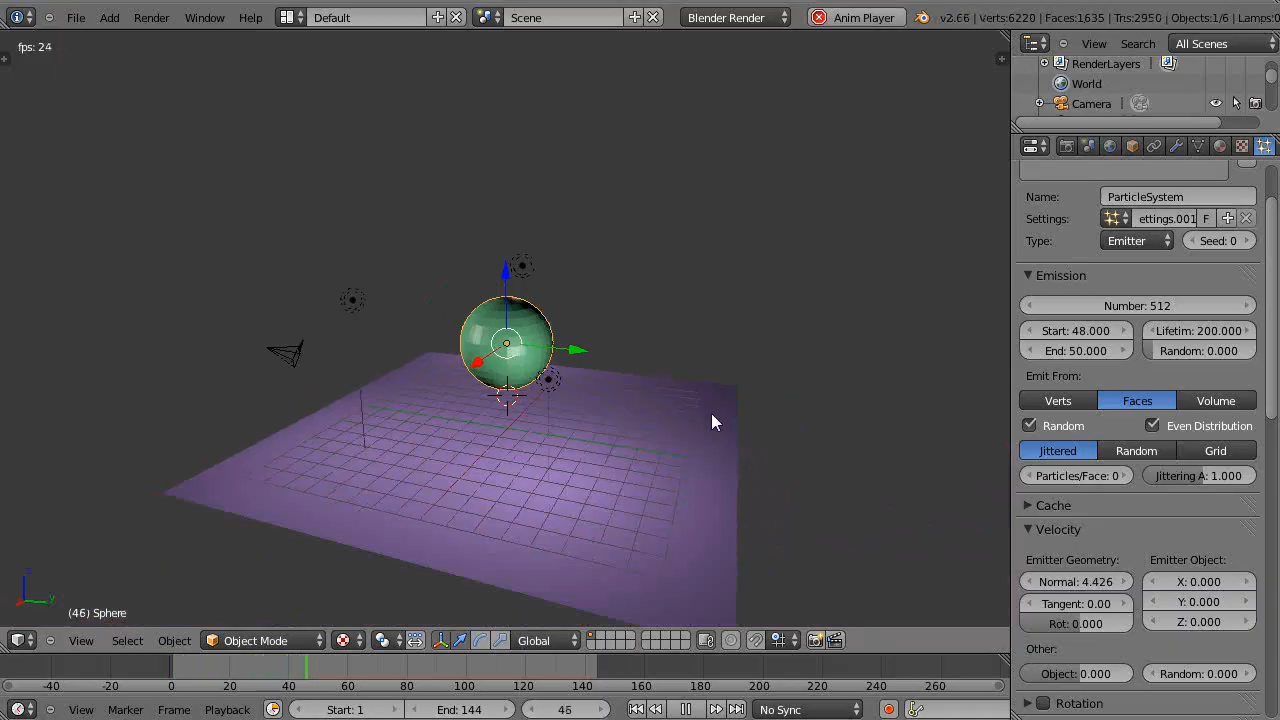 File Add Render Window Help Default Scene Blender Render Anim Player v2.66 | Verts:6220 | Faces:1635 | Tris:2950 | Objects:1/6 | Lamps:0
fps: 24
View Search All Scenes
RenderLayers
World
Camera
Name: ParticleSystem
Settings: ettings.001 F
Type: Emitter Seed: 0
Emission
Number: 512
Start: 48.000 Lifetim: 200.000
End: 50.000 Random: 0.000
Emit From:
Verts Faces Volume
Random Even Distribution
Jittered Random Grid
Particles/Face: 0 Jittering A: 1.000
Cache
Velocity
Emitter Geometry: Emitter Object:
Normal: 4.426 X: 0.000
Tangent: 0.00 Y: 0.000
Rot: 0.000 Z: 0.000
Other:
Object: 0.000 Random: 0.000
Rotation
z
y
(46) Sphere
View Select Object Object Mode Global
-40 -20 0 20 40 60 80 100 120 140 160 180 200 220 240 260
View Marker Frame Playback Start: 1 End: 144 46 No Sync